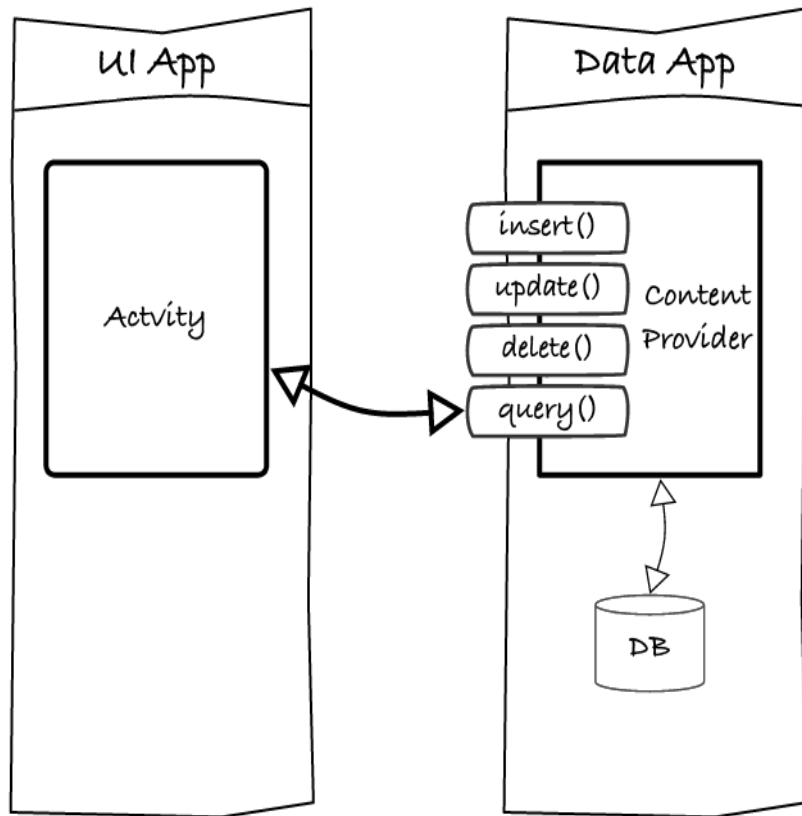 UI App
Actvity
Data App
insert()
update()
delete()
query()
Content
Provider
DB